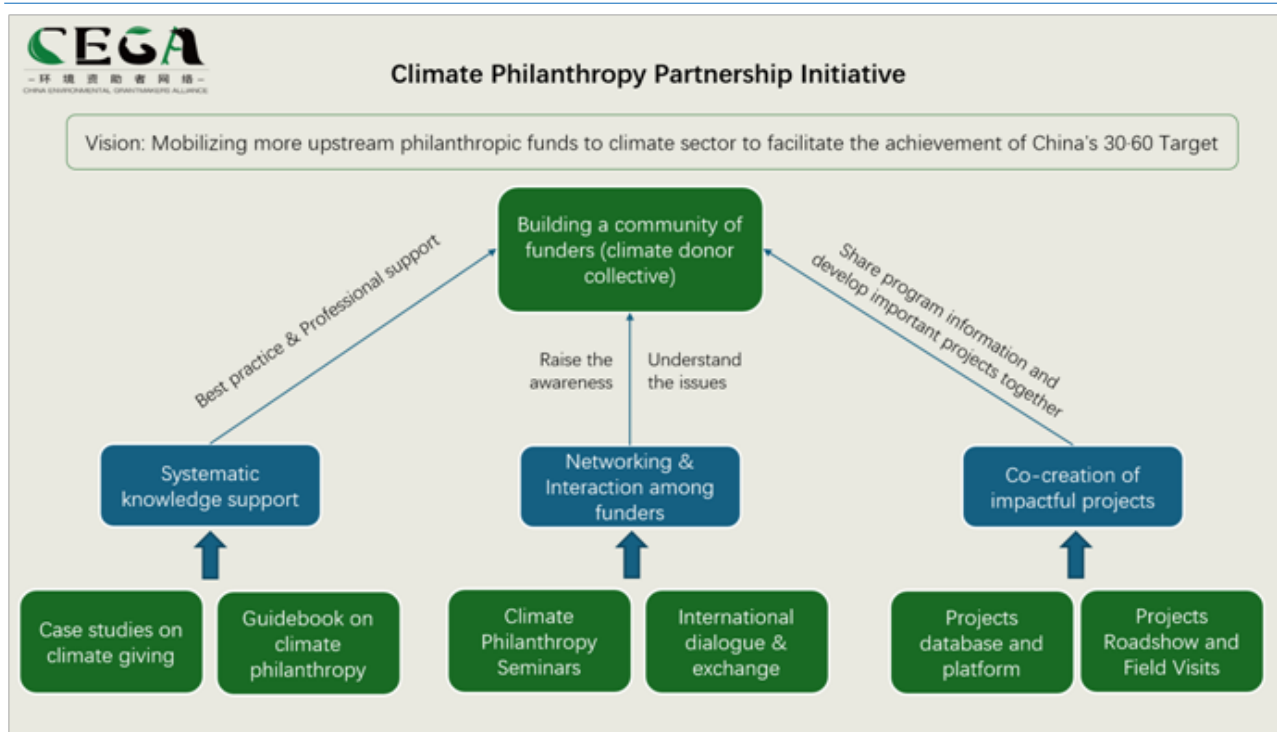 CEGA
-环境资助者网络-
CHINA ENVIRONMENTAL GRANTMAKERS ALLIANCE
Climate Philanthropy Partnership Initiative
Vision: Mobilizing more upstream philanthropic funds to climate sector to facilitate the achievement of China's 30·60 Target
Building a community of
funders (climate donor
collective)
Best practice & Professional support
Raise the
awareness
Understand
the issues
Share program information and
develop important projects together
Systematic
knowledge support
Networking &
Interaction among
funders
Co-creation of
impactful projects
Case studies on
climate giving
Guidebook on
climate
philanthropy
Climate
Philanthropy
Seminars
International
dialogue &
exchange
Projects
database and
platform
Projects
Roadshow and
Field Visits